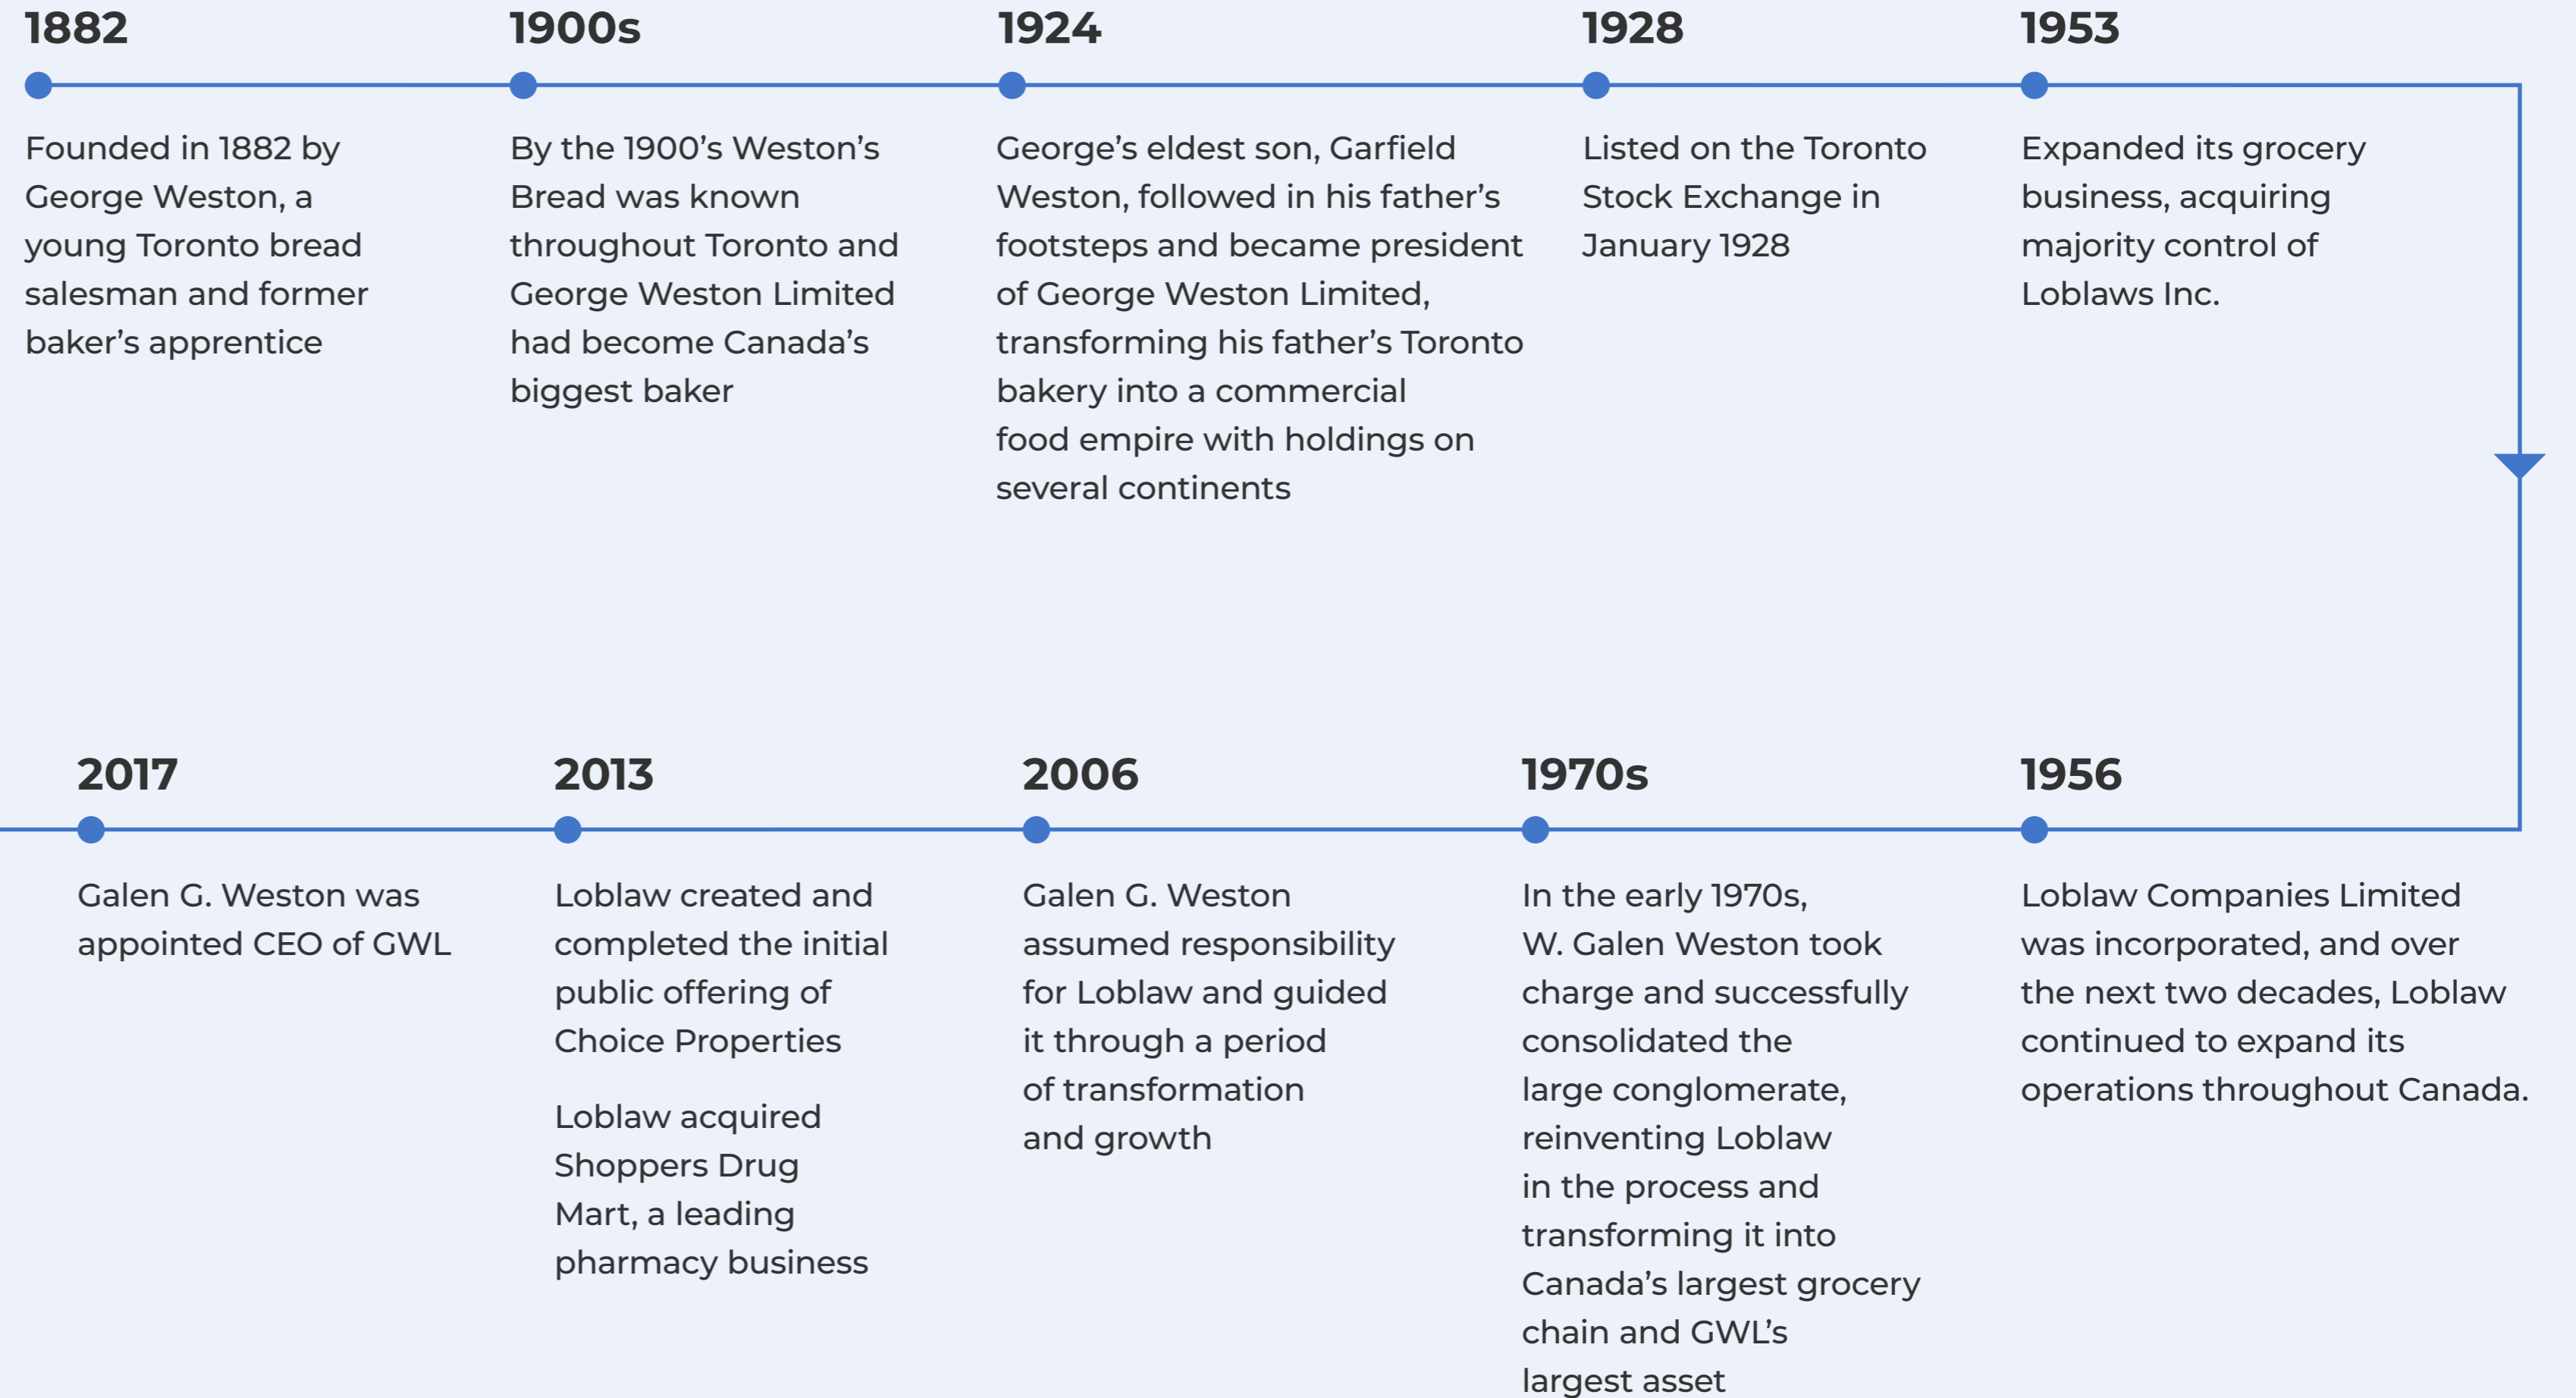 1882
Founded in 1882 by
George Weston, a
young Toronto bread
salesman and former
baker’s apprentice
1900s
By the 1900’s Weston’s
Bread was known
throughout Toronto and
George Weston Limited
had become Canada’s
biggest baker
1924
George’s eldest son, Garfield
Weston, followed in his father’s
footsteps and became president
of George Weston Limited,
transforming his father’s Toronto
bakery into a commercial
food empire with holdings on
several continents
1928
Listed on the Toronto
Stock Exchange in
January 1928
1953
Expanded its grocery
business, acquiring
majority control of
Loblaws Inc.
1956
Loblaw Companies Limited
was incorporated, and over
the next two decades, Loblaw
continued to expand its
operations throughout Canada.
1970s
In the early 1970s,
W. Galen Weston took
charge and successfully
consolidated the
large conglomerate,
reinventing Loblaw
in the process and
transforming it into
Canada’s largest grocery
chain and GWL’s
largest asset
2006
Galen G. Weston
assumed responsibility
for Loblaw and guided
it through a period
of transformation
and growth
2013
Loblaw created and
completed the initial
public offering of
Choice Properties
Loblaw acquired
Shoppers Drug
Mart, a leading
pharmacy business
2017
Galen G. Weston was
appointed CEO of GWL